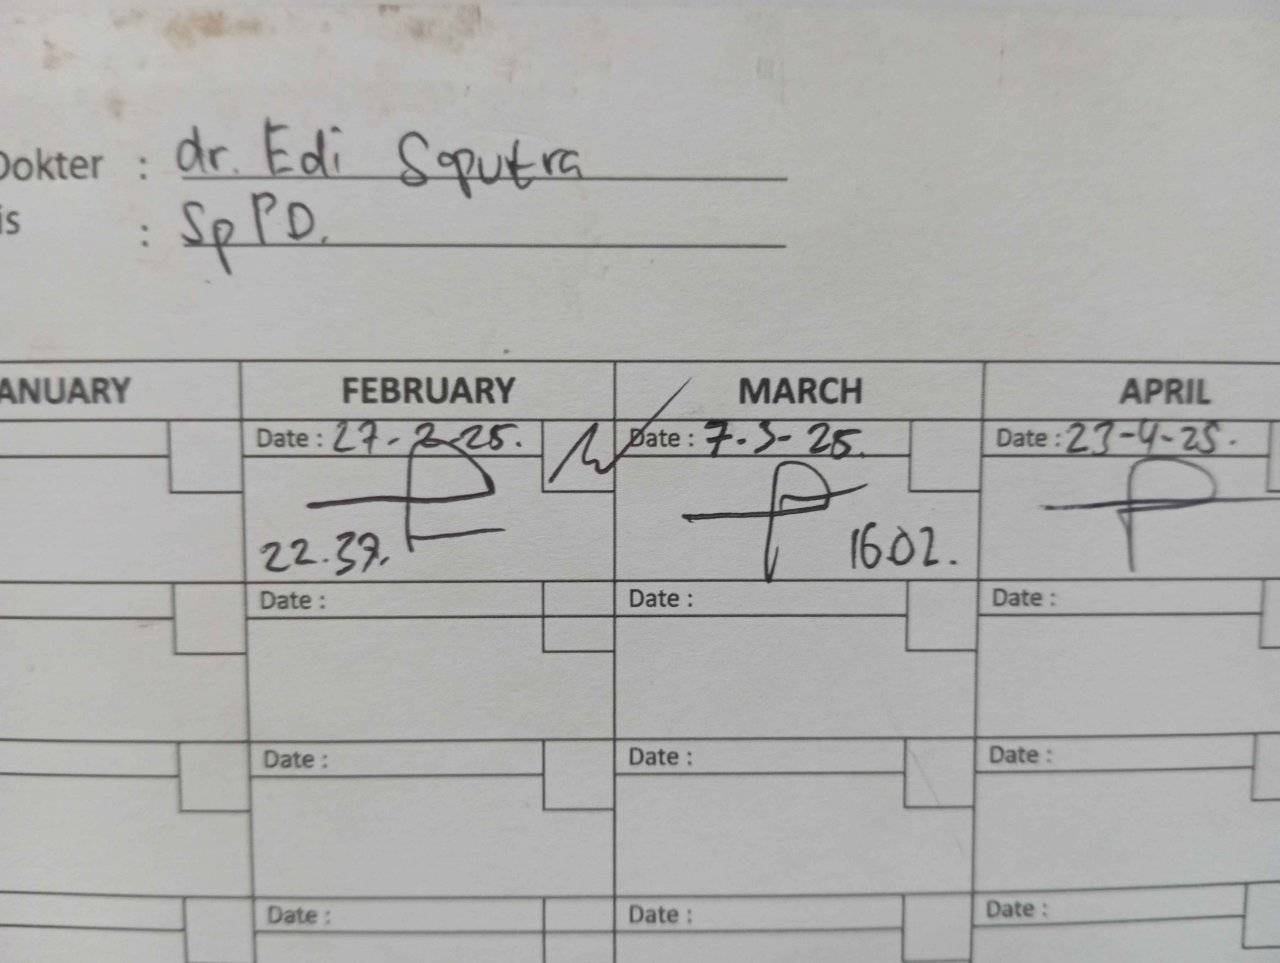 Dokter : dr. Edi Saputra
is : SpPD.
ANUARY FEBRUARY MARCH APRIL
Date : 27-2-25. Date : 7-3-25. Date : 23-4-25.
22.37. 1602.
Date : Date : Date :
Date : Date : Date :
Date : Date : Date :